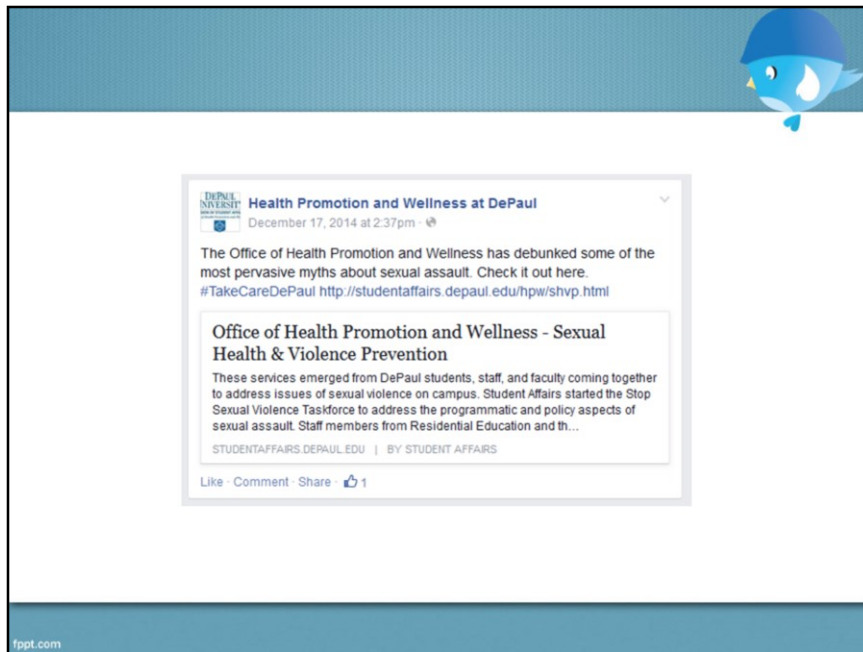 DEPAUL
UNIVERSIT
Health Promotion and Wellness at DePaul
December 17, 2014 at 2:37pm ·
The Office of Health Promotion and Wellness has debunked some of the
most pervasive myths about sexual assault. Check it out here.
#TakeCareDePaul http://studentaffairs.depaul.edu/hpw/shvp.html
Office of Health Promotion and Wellness - Sexual
Health & Violence Prevention
These services emerged from DePaul students, staff, and faculty coming together
to address issues of sexual violence on campus. Student Affairs started the Stop
Sexual Violence Taskforce to address the programmatic and policy aspects of
sexual assault. Staff members from Residential Education and th...
STUDENTAFFAIRS.DEPAUL.EDU | BY STUDENT AFFAIRS
Like · Comment · Share · 1
fppt.com